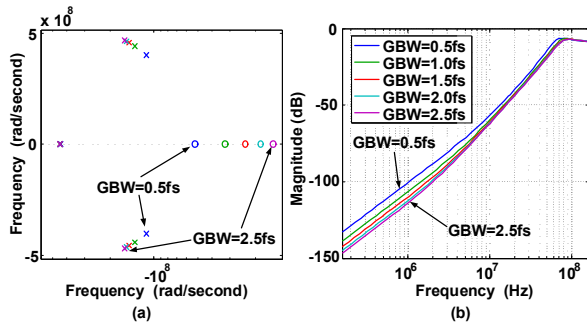 5 x 10^8
0
-5
x 10^8
-10^8
Frequency (rad/second)
Frequency (rad/second)
GBW=0.5fs
GBW=2.5fs
(a)
0
-50
-100
-150
10^6
10^7
10^8
Magnitude (dB)
Frequency (Hz)
GBW=0.5fs
GBW=1.0fs
GBW=1.5fs
GBW=2.0fs
GBW=2.5fs
GBW=0.5fs
GBW=2.5fs
(b)